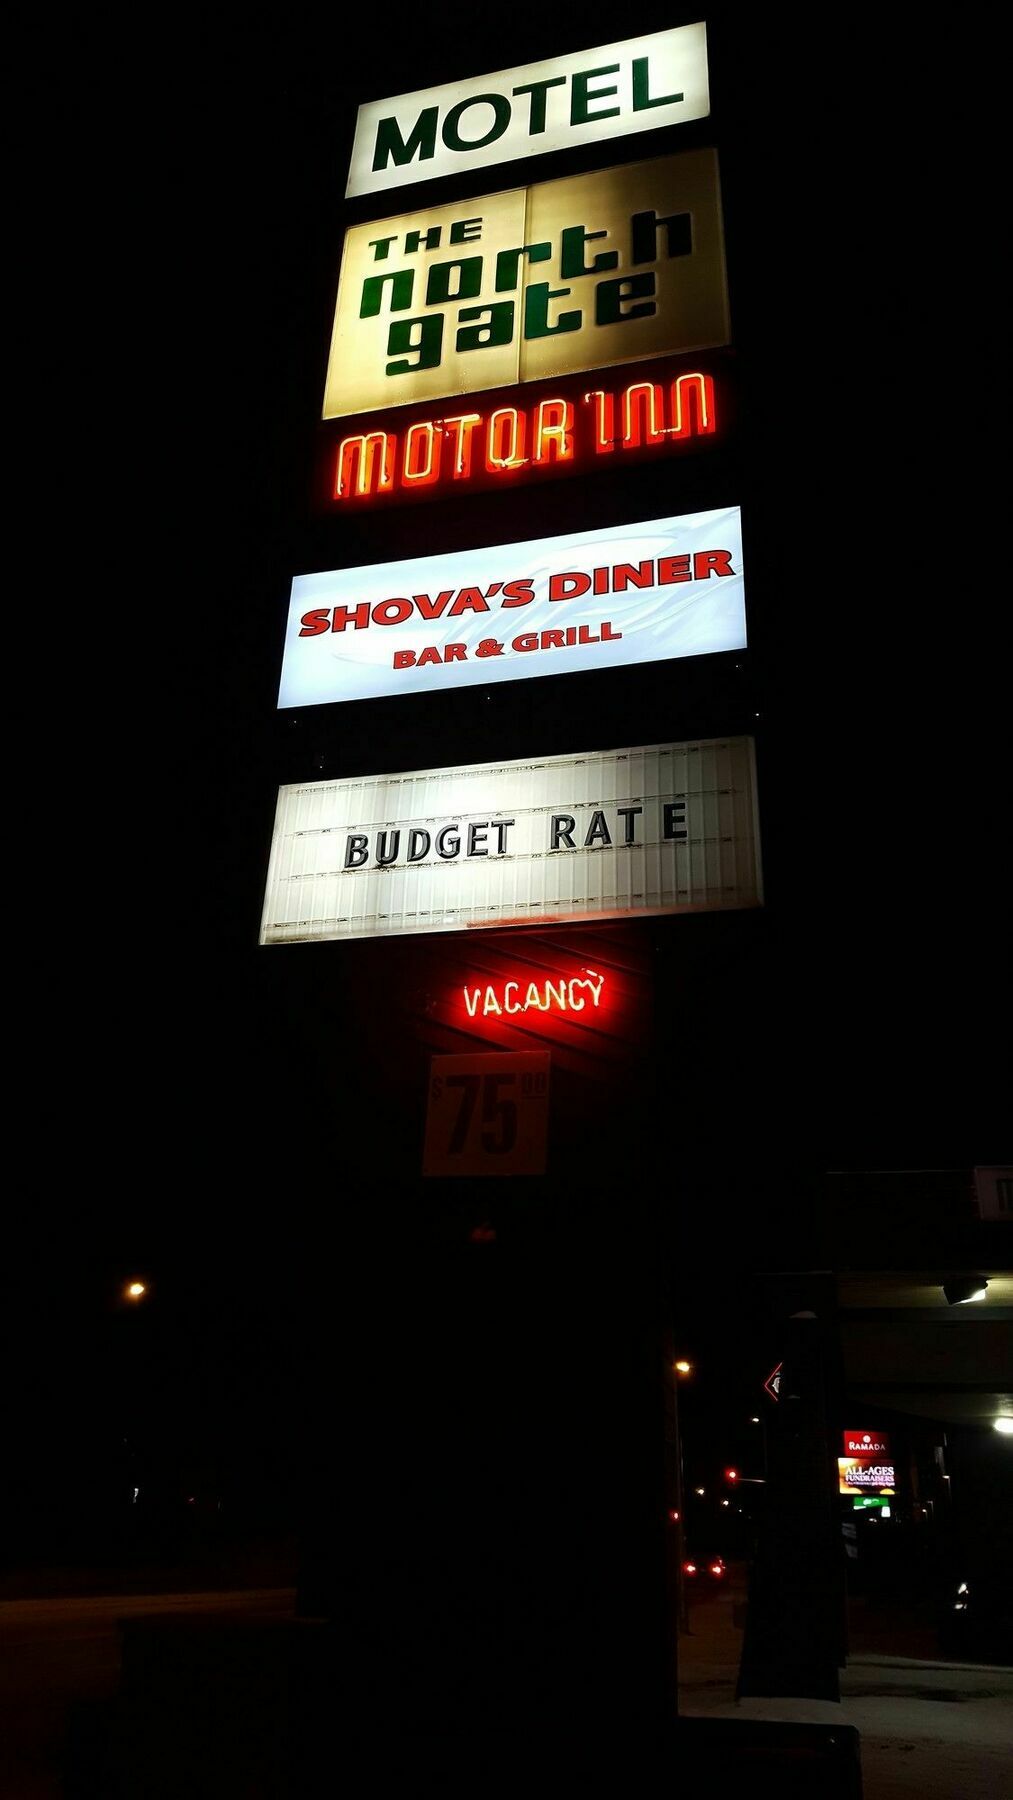 MOTEL
THE
north
gate
MOTOR INN
SHOVA'S DINER
BAR & GRILL
BUDGET RATE
VACANCY
$75.00
RAMADA
ALL-AGES
FUNDRAISERS